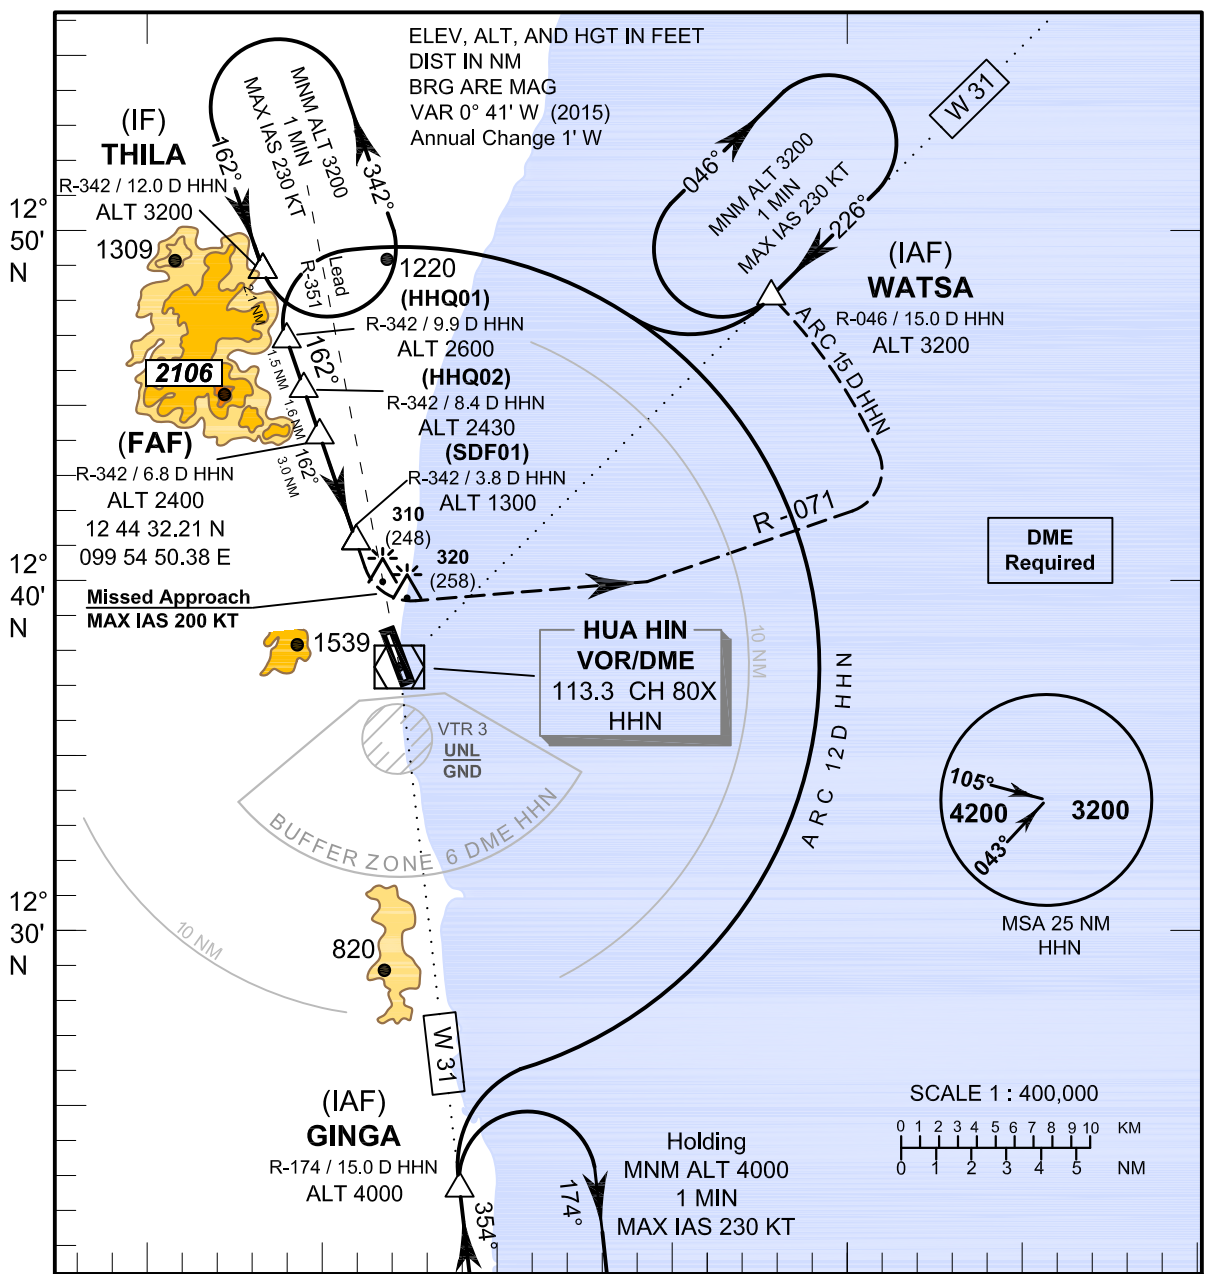 ELEV, ALT, AND HGT IN FEET
DIST IN NM
BRG ARE MAG
VAR 0° 41' W (2015)
Annual Change 1' W
MNM ALT 3200
1 MIN
MAX IAS 230 KT
162°
342°
(IF)
THILA
R-342 / 12.0 D HHN
ALT 3200
12°
50'
N
1309
1220
Lead
R-351
2.1 NM
(HHQ01)
R-342 / 9.9 D HHN
ALT 2600
162°
1.5 NM
(HHQ02)
R-342 / 8.4 D HHN
ALT 2430
1.6 NM
2106
(FAF)
R-342 / 6.8 D HHN
ALT 2400
12 44 32.21 N
099 54 50.38 E
162°
3.0 NM
(SDF01)
R-342 / 3.8 D HHN
ALT 1300
310
(248)
320
(258)
W 31
046°
MNM ALT 3200
1 MIN
MAX IAS 230 KT
226°
(IAF)
WATSA
R-046 / 15.0 D HHN
ALT 3200
ARC 15 D HHN
R - 071
DME
Required
12°
40'
N
Missed Approach
MAX IAS 200 KT
1539
HUA HIN
VOR/DME
113.3 CH 80X
HHN
10 NM
ARC 12 D HHN
VTR 3
UNL
GND
BUFFER ZONE 6 DME HHN
105°
4200
3200
043°
MSA 25 NM
HHN
12°
30'
N
10 NM
820
W 31
(IAF)
GINGA
R-174 / 15.0 D HHN
ALT 4000
354°
174°
Holding
MNM ALT 4000
1 MIN
MAX IAS 230 KT
SCALE 1 : 400,000
0 1 2 3 4 5 6 7 8 9 10 KM
0 1 2 3 4 5 NM